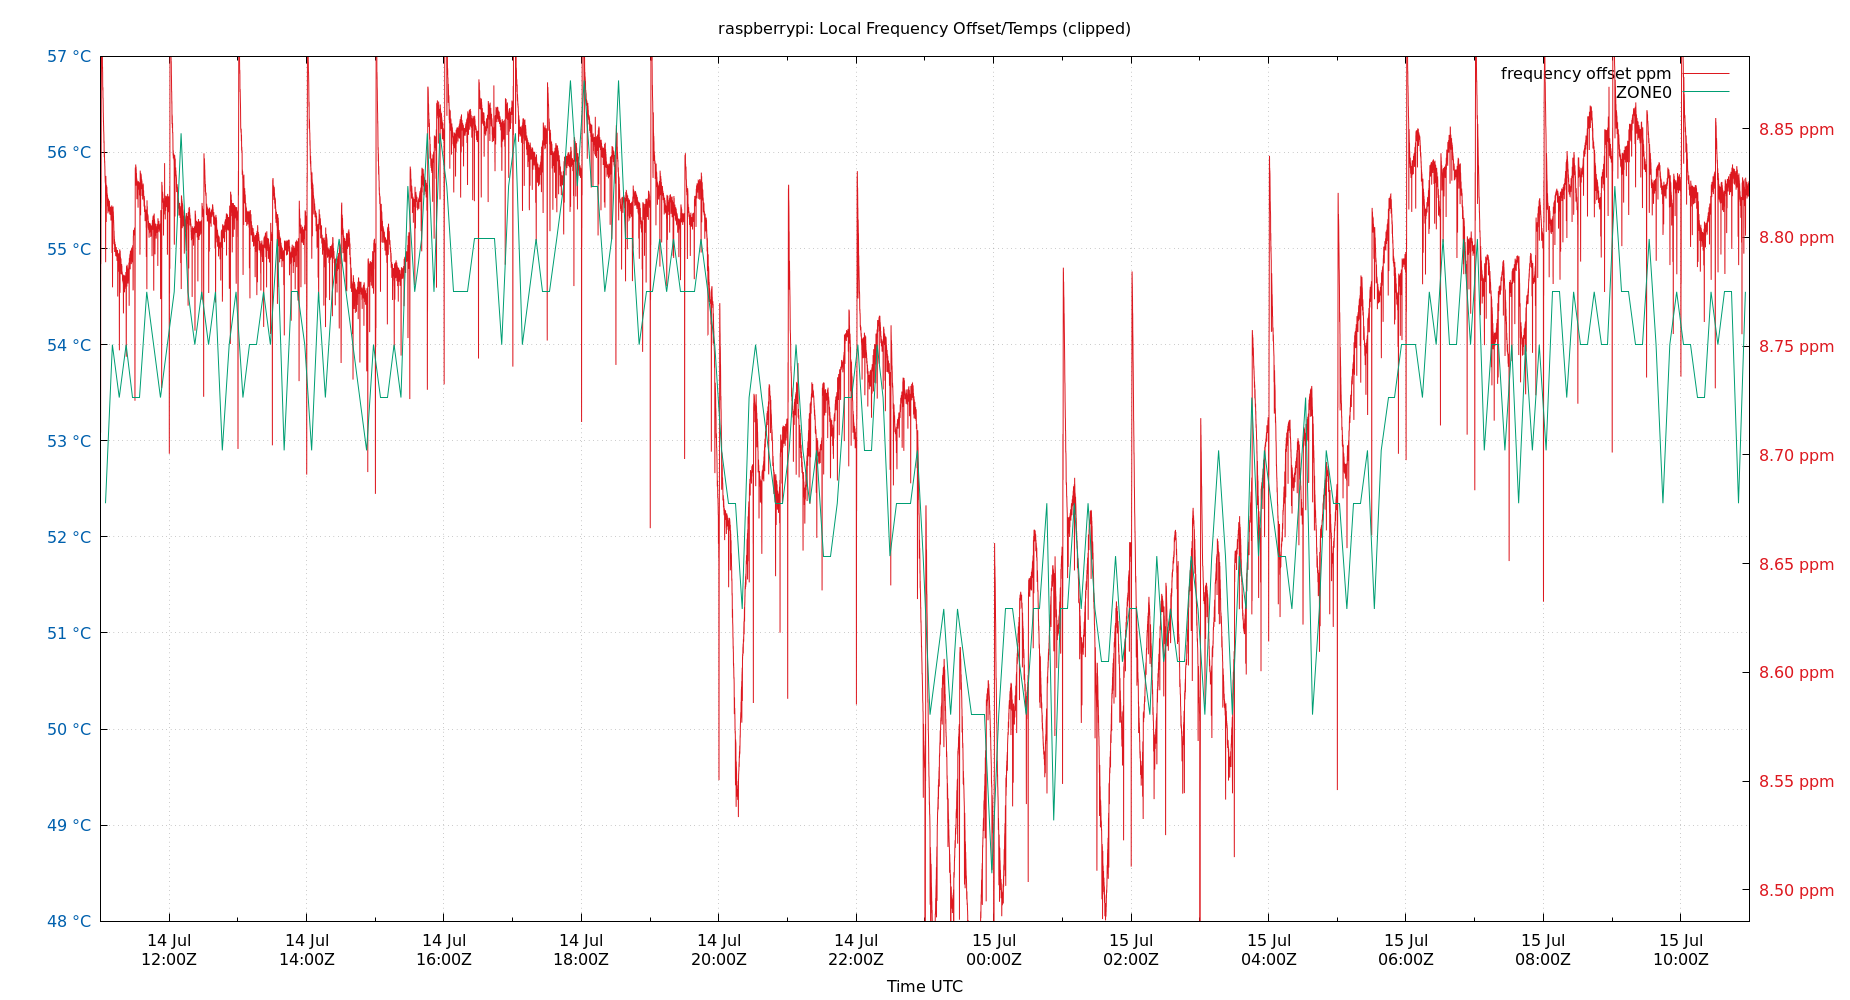 raspberrypi: Local Frequency Offset/Temps (clipped)
57 °C
56 °C
55 °C
54 °C
53 °C
52 °C
51 °C
50 °C
49 °C
48 °C
frequency offset ppm
ZONE0
8.85 ppm
8.80 ppm
8.75 ppm
8.70 ppm
8.65 ppm
8.60 ppm
8.55 ppm
8.50 ppm
14 Jul 14 Jul 14 Jul 14 Jul 14 Jul 14 Jul 15 Jul 15 Jul 15 Jul 15 Jul 15 Jul 15 Jul
12:00Z 14:00Z 16:00Z 18:00Z 20:00Z 22:00Z 00:00Z 02:00Z 04:00Z 06:00Z 08:00Z 10:00Z
Time UTC